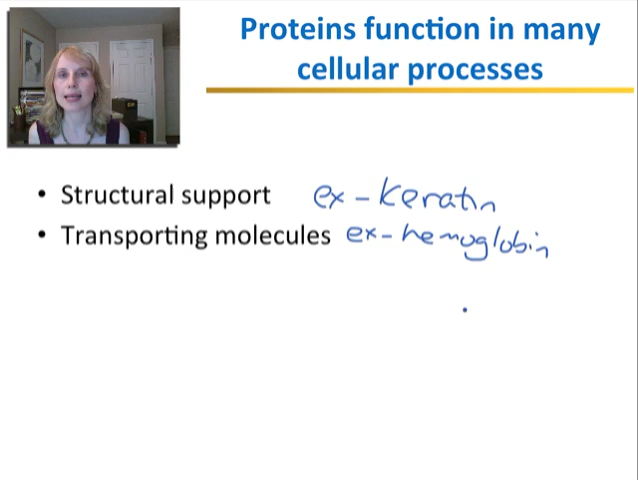 Proteins function in many
cellular processes
• Structural support ex - keratin
• Transporting molecules ex - hemoglobin